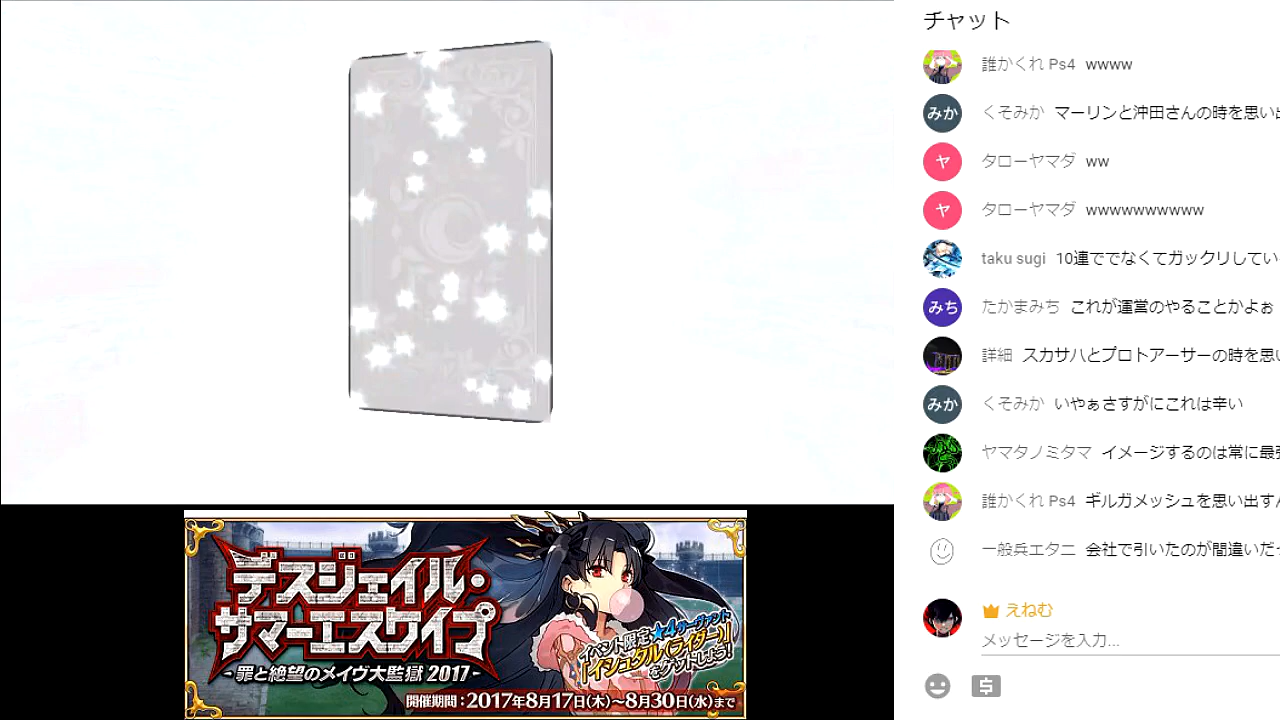 チャット
誰かくれ Ps4 wwww
みか くそみか マーリンと沖田さんの時を思い出
ヤ タローヤマダ ww
ヤ タローヤマダ wwwwwwwwww
taku sugi 10連ででなくてガックリしてい
みち たかまみち これが運営のやることかよぉ
詳細 スカサハとプロトアーサーの時を思い
みか くそみか いやぁさすがにこれは辛い
ヤマタノミタマ イメージするのは常に最強
誰かくれ Ps4 ギルガメッシュを思い出すん
一般兵エタニ 会社で引いたのが間違いだっ
えねむ
メッセージを入力...
デスジェイル・
サマーエスケイプ
-罪と絶望のメイヴ大監獄 2017-
イベント限定★4サーヴァント
「イシュタル(ライダー)」
をゲットしよう!
開催期間:2017年8月17日(木)~8月30日(水)まで